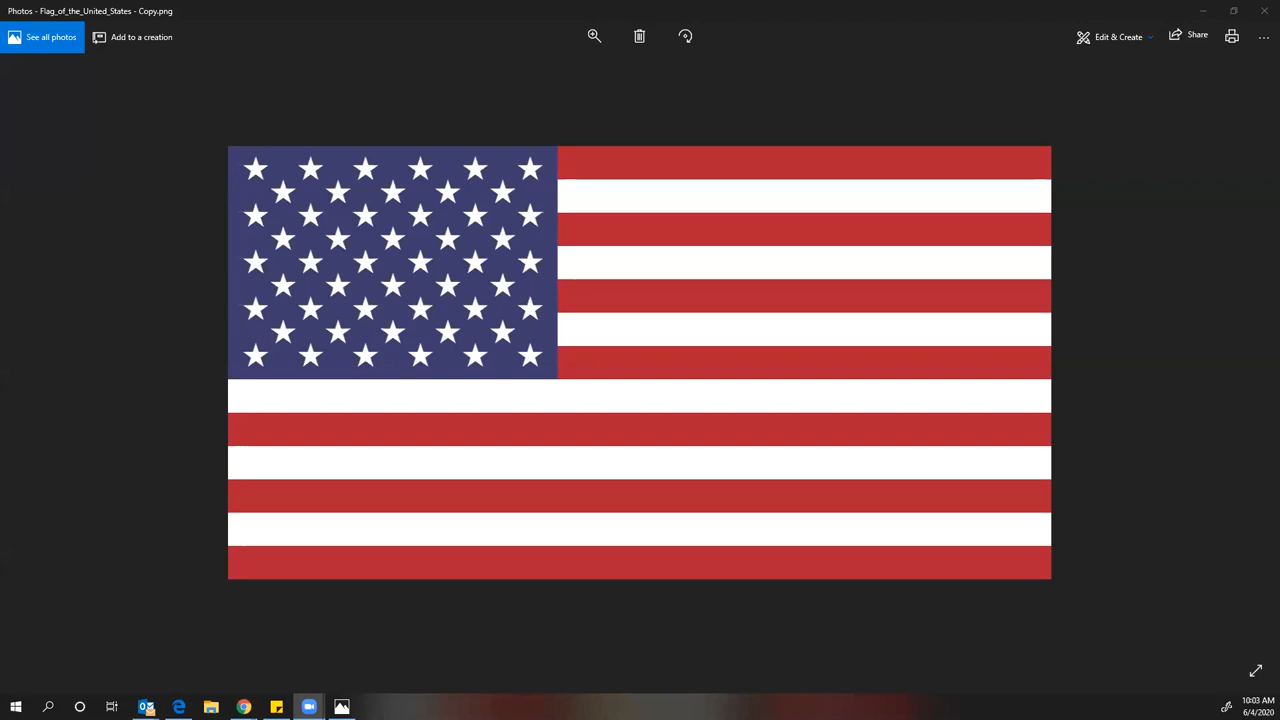 Photos - Flag_of_the_United_States - Copy.png
See all photos
Add to a creation
Edit & Create
Share
10:03 AM
6/4/2020